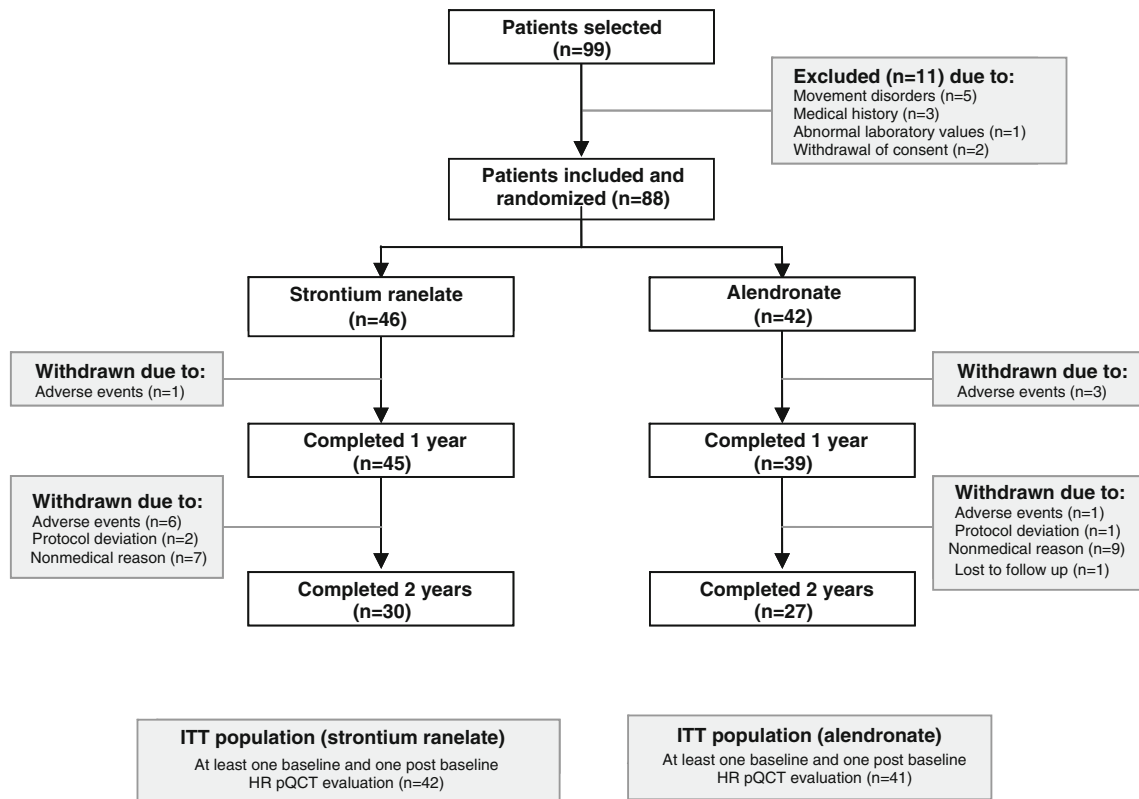 Patients selected
(n=99)
Excluded (n=11) due to:
Movement disorders (n=5)
Medical history (n=3)
Abnormal laboratory values (n=1)
Withdrawal of consent (n=2)
Patients included and
randomized (n=88)
Strontium ranelate
(n=46)
Alendronate
(n=42)
Withdrawn due to:
Adverse events (n=1)
Withdrawn due to:
Adverse events (n=3)
Completed 1 year
(n=45)
Completed 1 year
(n=39)
Withdrawn due to:
Adverse events (n=6)
Protocol deviation (n=2)
Nonmedical reason (n=7)
Withdrawn due to:
Adverse events (n=1)
Protocol deviation (n=1)
Nonmedical reason (n=9)
Lost to follow up (n=1)
Completed 2 years
(n=30)
Completed 2 years
(n=27)
ITT population (strontium ranelate)
At least one baseline and one post baseline
HR pQCT evaluation (n=42)
ITT population (alendronate)
At least one baseline and one post baseline
HR pQCT evaluation (n=41)